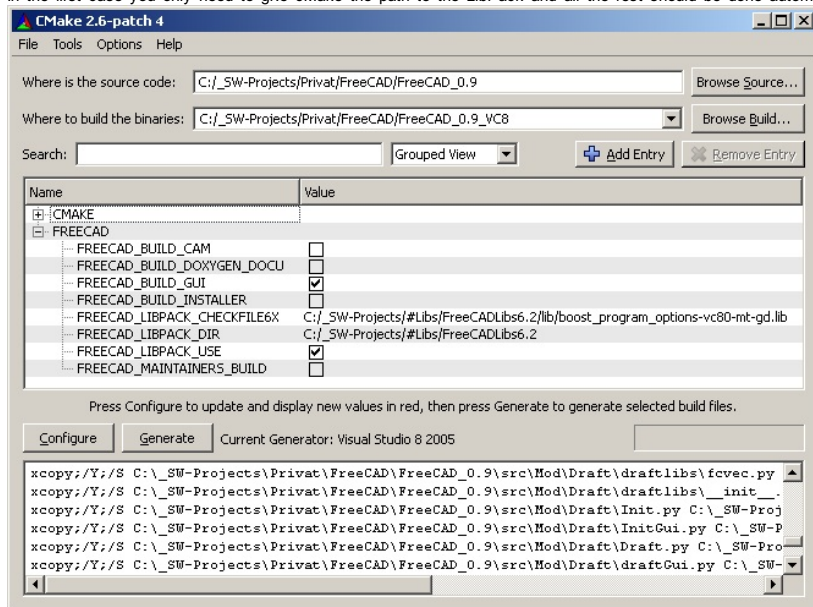 CMake 2.6-patch 4
File Tools Options Help
Where is the source code: C:/_SW-Projects/Privat/FreeCAD/FreeCAD_0.9 Browse Source...
Where to build the binaries: C:/_SW-Projects/Privat/FreeCAD/FreeCAD_0.9_VC8 Browse Build...
Search: Grouped View Add Entry Remove Entry
Name Value
CMAKE
FREECAD
FREECAD_BUILD_CAM
FREECAD_BUILD_DOXYGEN_DOCU
FREECAD_BUILD_GUI
FREECAD_BUILD_INSTALLER
FREECAD_LIBPACK_CHECKFILE6X C:/_SW-Projects/#Libs/FreeCADLibs6.2/lib/boost_program_options-vc80-mt-gd.lib
FREECAD_LIBPACK_DIR C:/_SW-Projects/#Libs/FreeCADLibs6.2
FREECAD_LIBPACK_USE
FREECAD_MAINTAINERS_BUILD
Press Configure to update and display new values in red, then press Generate to generate selected build files.
Configure Generate Current Generator: Visual Studio 8 2005
xcopy;/Y;/S C:\_SW-Projects\Privat\FreeCAD\FreeCAD_0.9\src\Mod\Draft\draftlibs\fcvec.py
xcopy;/Y;/S C:\_SW-Projects\Privat\FreeCAD\FreeCAD_0.9\src\Mod\Draft\draftlibs\__init__.
xcopy;/Y;/S C:\_SW-Projects\Privat\FreeCAD\FreeCAD_0.9\src\Mod\Draft\Init.py C:\_SW-Proj
xcopy;/Y;/S C:\_SW-Projects\Privat\FreeCAD\FreeCAD_0.9\src\Mod\Draft\InitGui.py C:\_SW-P
xcopy;/Y;/S C:\_SW-Projects\Privat\FreeCAD\FreeCAD_0.9\src\Mod\Draft\Draft.py C:\_SW-Pro
xcopy;/Y;/S C:\_SW-Projects\Privat\FreeCAD\FreeCAD_0.9\src\Mod\Draft\draftGui.py C:\_SW-